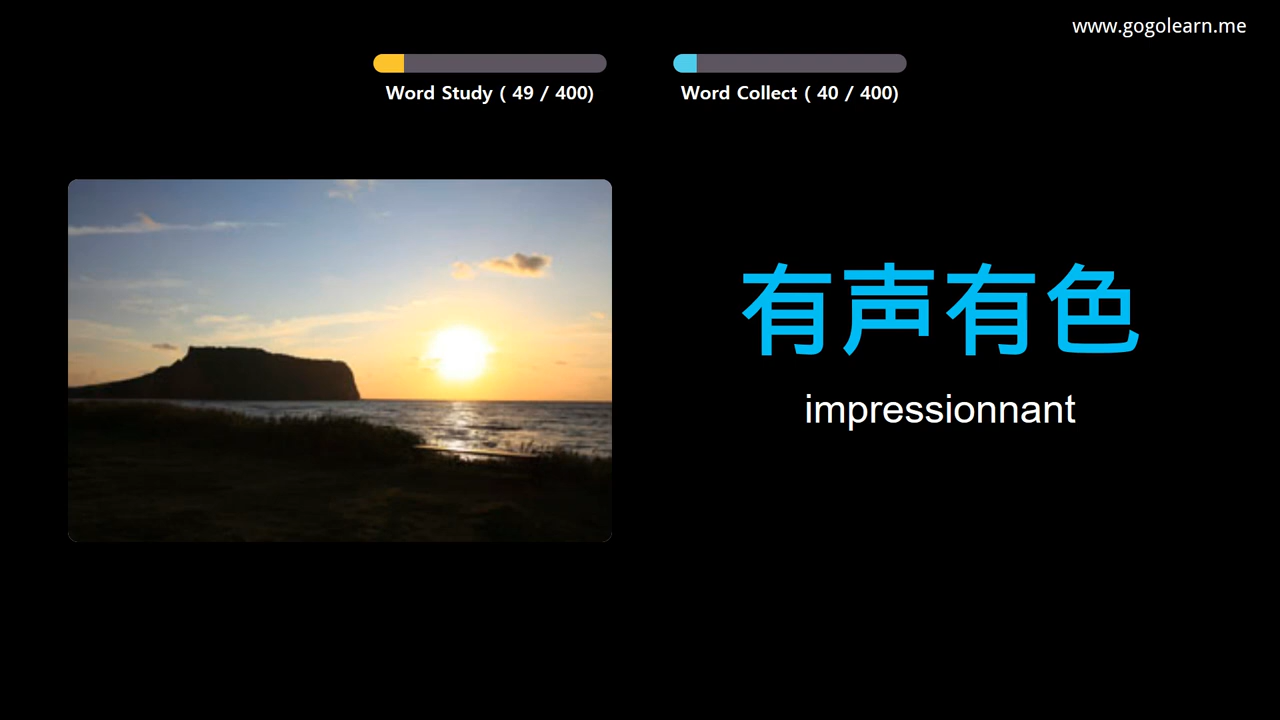 www.gogolearn.me
Word Study ( 49 / 400)
Word Collect ( 40 / 400)
有声有色
impressionnant